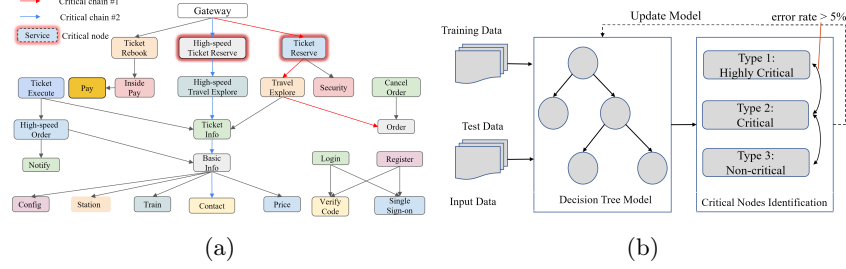 Critical chain #1
Critical chain #2
Service
Critical node
Gateway
Ticket
Rebook
High-speed
Ticket Reserve
Ticket
Reserve
Ticket
Execute
Pay
Inside
Pay
High-speed
Travel Explore
Travel
Explore
Security
Cancel
Order
High-speed
Order
Ticket
Info
Order
Notify
Basic
Info
Login
Register
Config
Station
Train
Contact
Price
Verify
Code
Single
Sign-on
(a)
Update Model
error rate > 5%
Training Data
Test Data
Input Data
Decision Tree Model
Type 1:
Highly Critical
Type 2:
Critical
Type 3:
Non-critical
Critical Nodes Identification
(b)